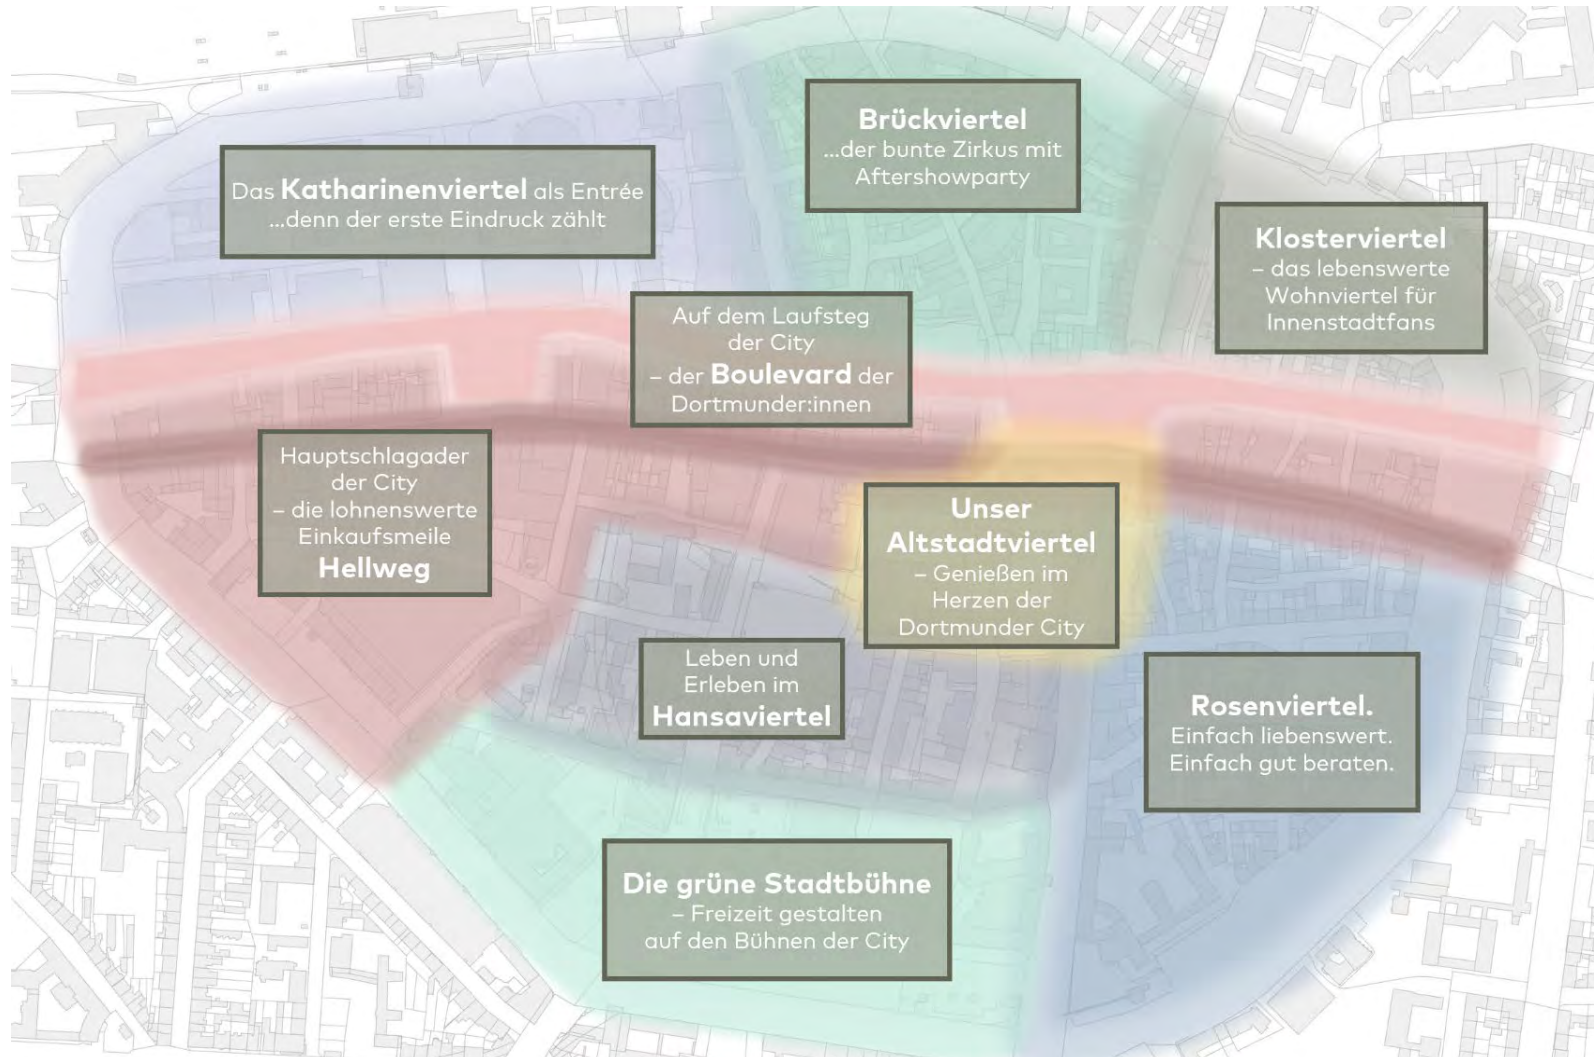 Brückviertel
...der bunte Zirkus mit
Aftershowparty
Das Katharinenviertel als Entrée
...denn der erste Eindruck zählt
Klosterviertel
– das lebenswerte
Wohnviertel für
Innenstadtfans
Auf dem Laufsteg
der City
– der Boulevard der
Dortmunder:innen
Hauptschlagader
der City
– die lohnenswerte
Einkaufsmeile
Hellweg
Unser
Altstadtviertel
– Genießen im
Herzen der
Dortmunder City
Leben und
Erleben im
Hansaviertel
Rosenviertel.
Einfach liebenswert.
Einfach gut beraten.
Die grüne Stadtbühne
– Freizeit gestalten
auf den Bühnen der City